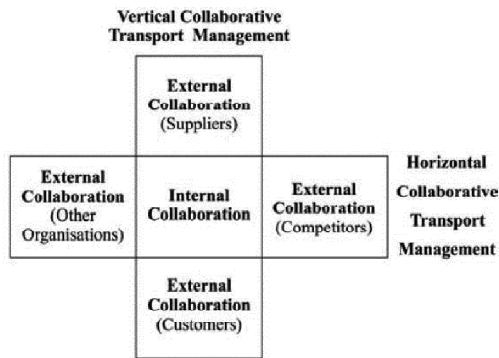 Vertical Collaborative
Transport Management
External
Collaboration
(Suppliers)
External
Collaboration
(Other
Organisations)
Internal
Collaboration
External
Collaboration
(Competitors)
Horizontal
Collaborative
Transport
Management
External
Collaboration
(Customers)